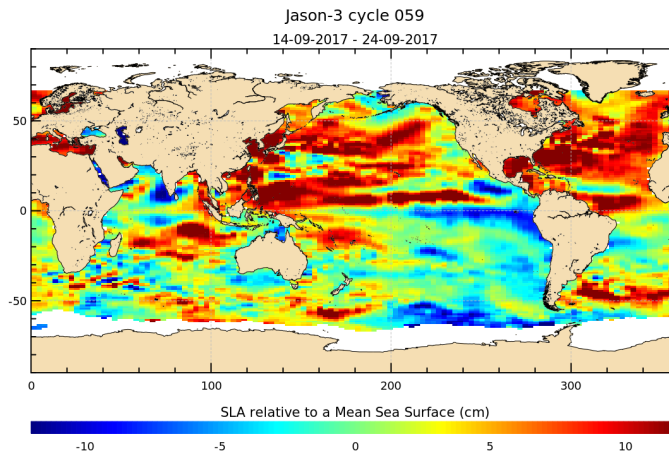 Jason-3 cycle 059
14-09-2017 - 24-09-2017
50
0
-50
0 100 200 300
SLA relative to a Mean Sea Surface (cm)
-10 -5 0 5 10